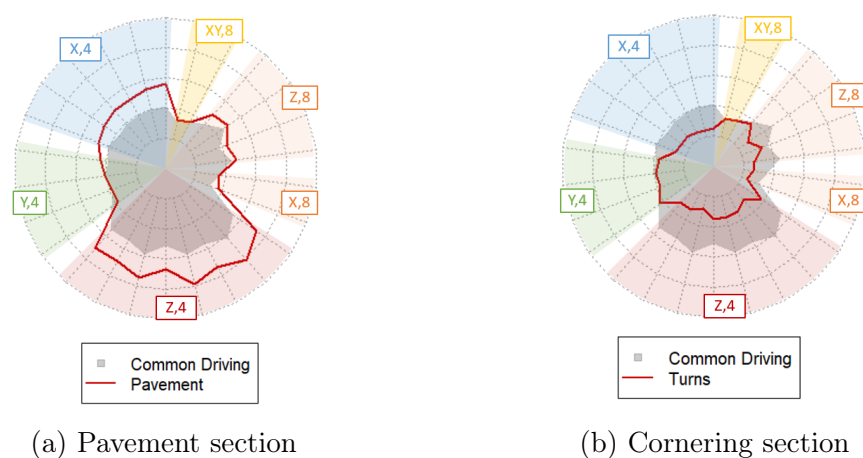 XY,8
X,4
Z,8
Y,4
X,8
Z,4
Common Driving
Pavement
(a) Pavement section
XY,8
X,4
Z,8
Y,4
X,8
Z,4
Common Driving
Turns
(b) Cornering section